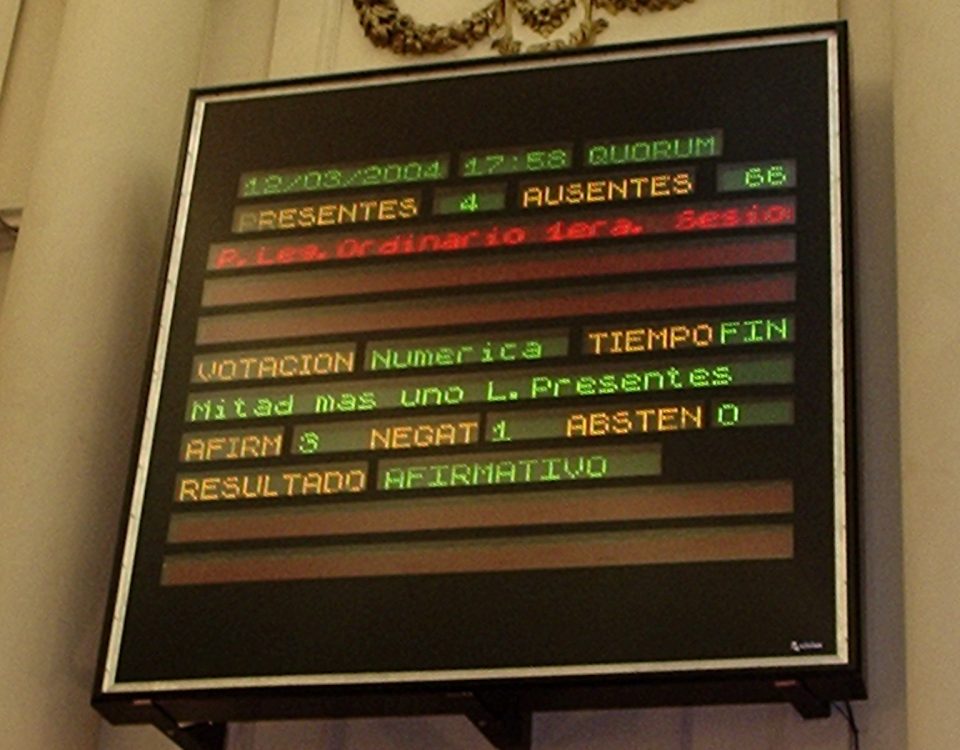 12/03/2004 17:58 QUORUM
PRESENTES 4 AUSENTES 66
P.Leg.Ordinario 1era. Sesio
VOTACION Numerica TIEMPO FIN
Mitad mas uno L.Presentes
AFIRM 3 NEGAT 1 ABSTEN 0
RESULTADO AFIRMATIVO